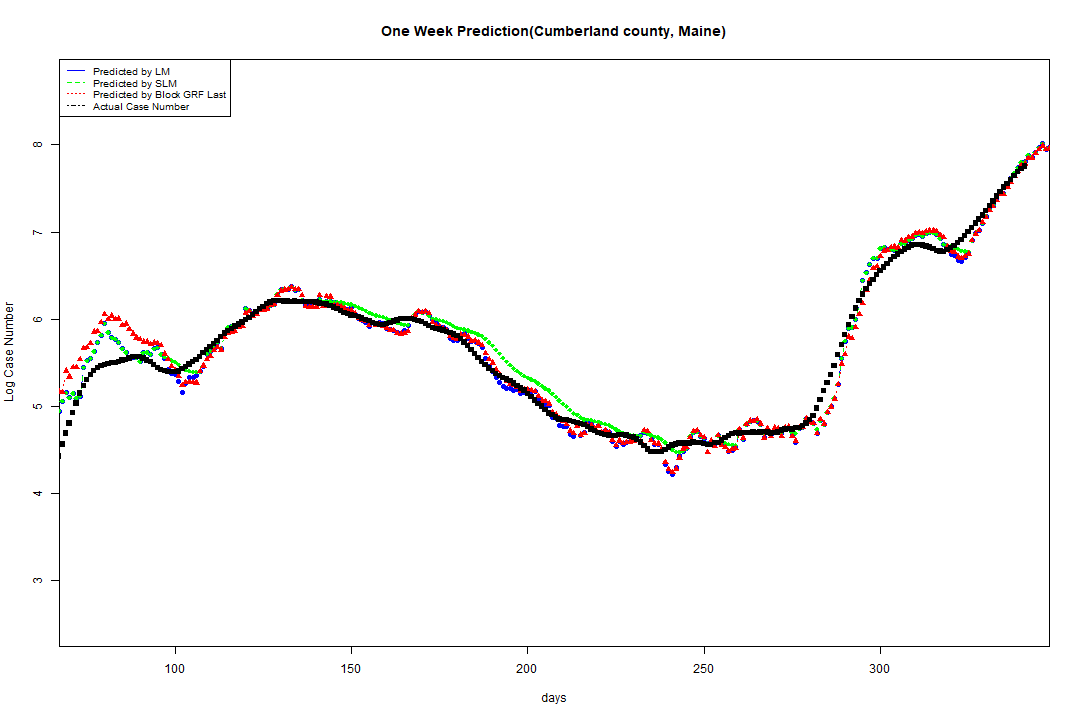 One Week Prediction(Cumberland county, Maine)
Predicted by LM
Predicted by SLM
Predicted by Block GRF Last
Actual Case Number
8
7
6
5
4
3
Log Case Number
100 150 200 250 300
days